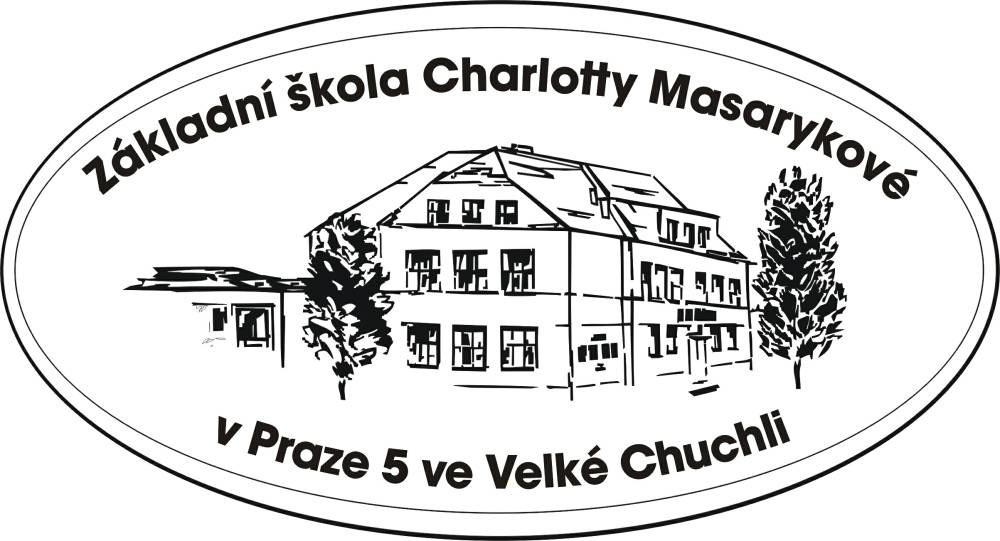 Základní škola Charlotty Masarykové
v Praze 5 ve Velké Chuchli